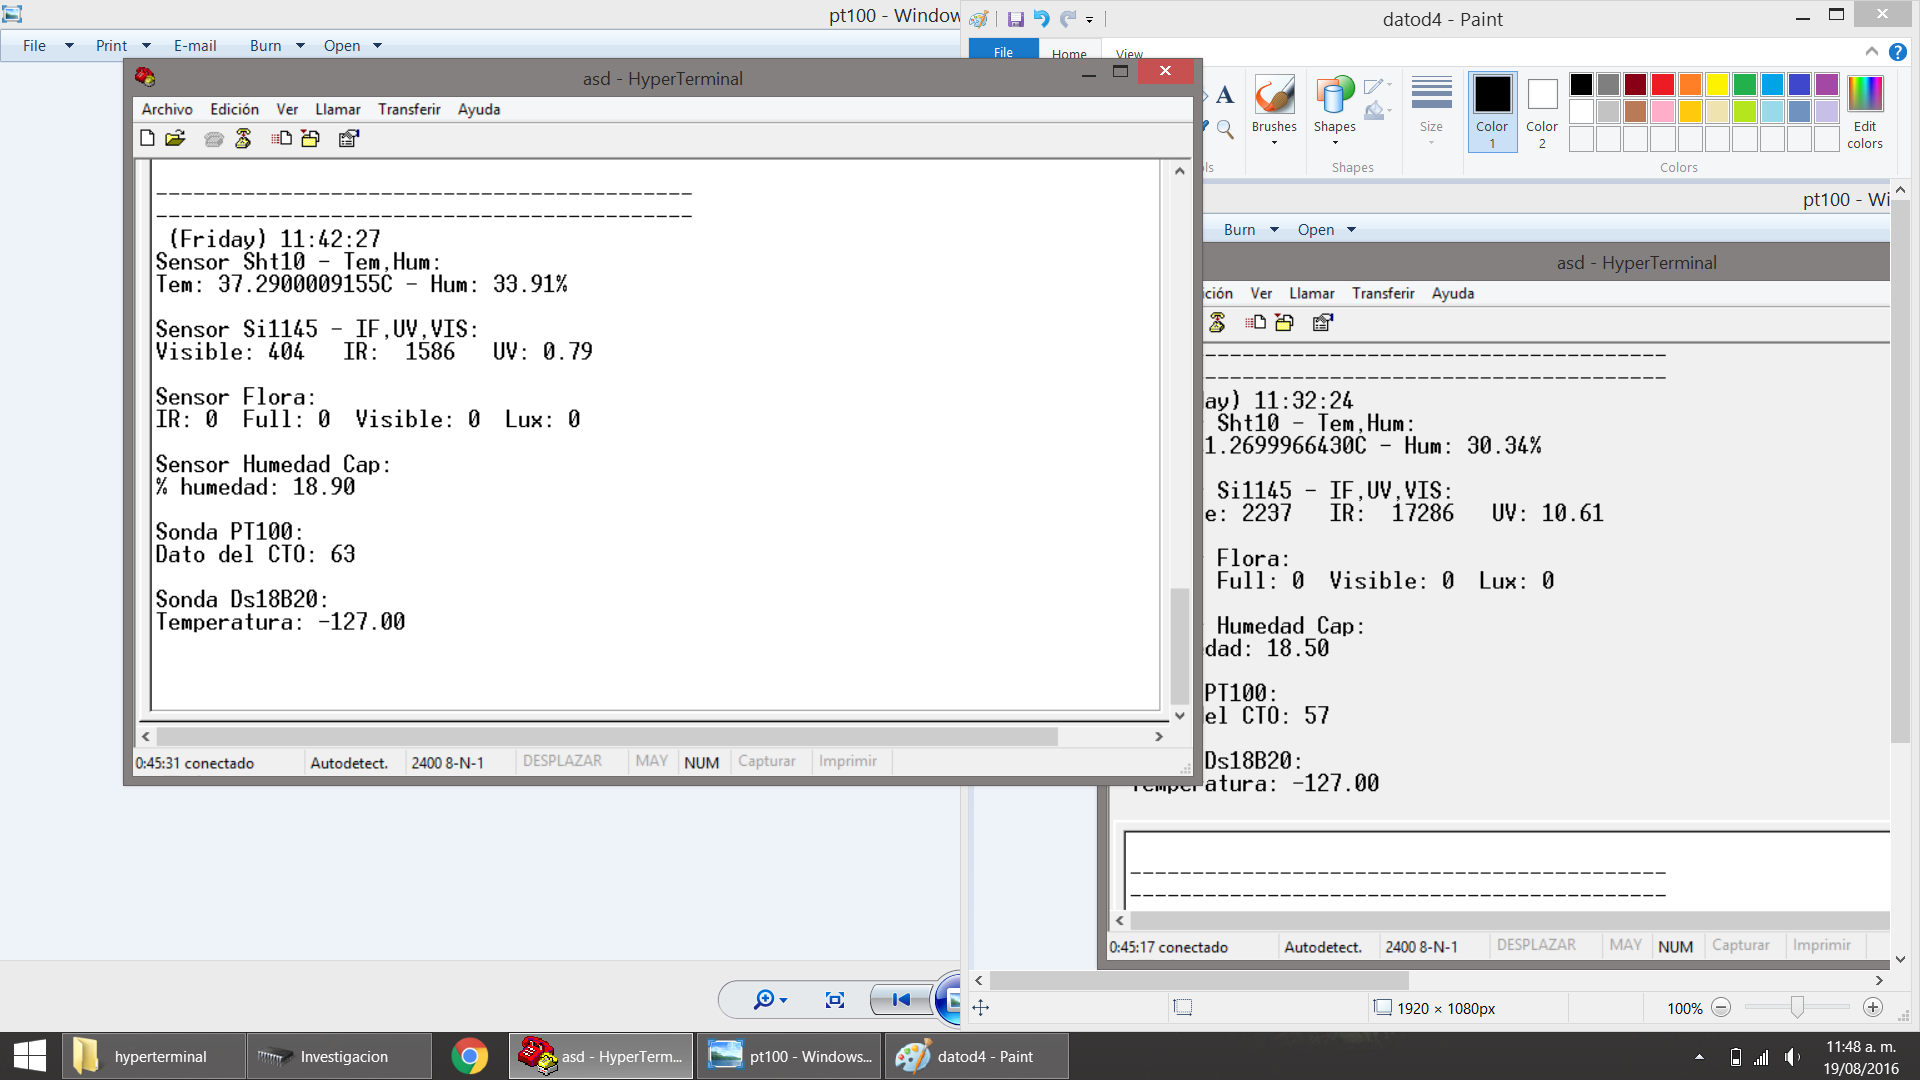 pt100 - Window
File Print E-mail Burn Open
asd - HyperTerminal
Archivo Edición Ver Llamar Transferir Ayuda
-------------------------------------------
-------------------------------------------
(Friday) 11:42:27
Sensor Sht10 - Tem,Hum:
Tem: 37.2900009155C - Hum: 33.91%
Sensor Si1145 - IF,UV,VIS:
Visible: 404 IR: 1586 UV: 0.79
Sensor Flora:
IR: 0 Full: 0 Visible: 0 Lux: 0
Sensor Humedad Cap:
% humedad: 18.90
Sonda PT100:
Dato del CTO: 63
Sonda Ds18B20:
Temperatura: -127.00
0:45:31 conectado Autodetect. 2400 8-N-1 DESPLAZAR MAY NUM Capturar Imprimir
datod4 - Paint
File Home View
A
Brushes Shapes Size Color 1 Color 2 Edit colors
ls Shapes Colors
pt100 - Wi
Burn Open
asd - HyperTerminal
ición Ver Llamar Transferir Ayuda
-------------------------------------
-------------------------------------
ay) 11:32:24
Sht10 - Tem,Hum:
1.2699966430C - Hum: 30.34%
Si1145 - IF,UV,VIS:
e: 2237 IR: 17286 UV: 10.61
Flora:
Full: 0 Visible: 0 Lux: 0
Humedad Cap:
dad: 18.50
PT100:
el CTO: 57
Ds18B20:
Temperatura: -127.00
-------------------------------------------
-------------------------------------------
0:45:17 conectado Autodetect. 2400 8-N-1 DESPLAZAR MAY NUM Capturar Imprimir
1920 × 1080px 100%
hyperterminal Investigacion asd - HyperTerm... pt100 - Windows... datod4 - Paint
11:48 a. m.
19/08/2016